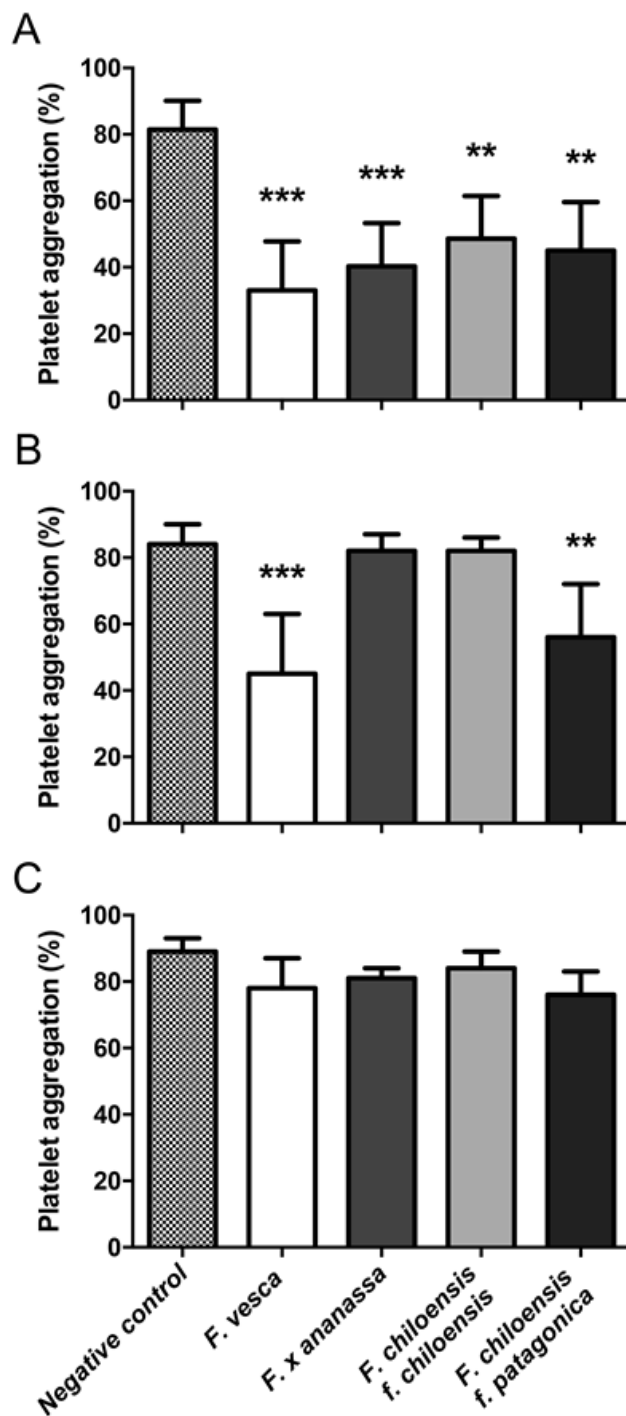 A
Platelet aggregation (%)
100
80
60
40
20
0
***
***
**
**
B
Platelet aggregation (%)
100
80
60
40
20
0
***
**
C
Platelet aggregation (%)
100
80
60
40
20
0
Negative control
F. vesca
F. x ananassa
F. chiloensis
f. chiloensis
F. chiloensis
f. patagonica